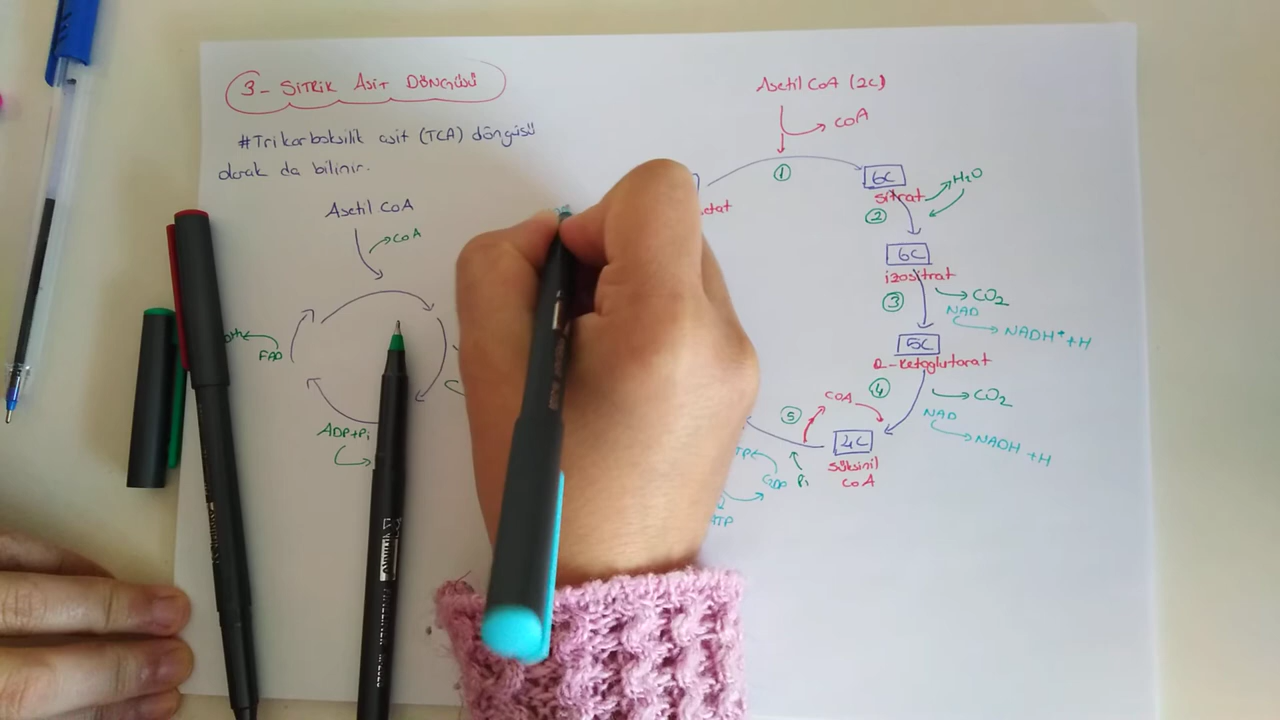 3- SİTRİK ASİT DÖNGÜSÜ
#Trikarboksilik asit (TCA) döngüsü
olarak da bilinir.
Asetil CoA
CoA
FAD
ADP+Pi
Asetil CoA (2C)
CoA
1
6C
sitrat
H2O
2
6C
izositrat
3
CO2
NAD
NADH+ +H
5C
α-ketoglutarat
4
CO2
NAD
NADH +H
CoA
5
4C
süksinil
CoA
Pi